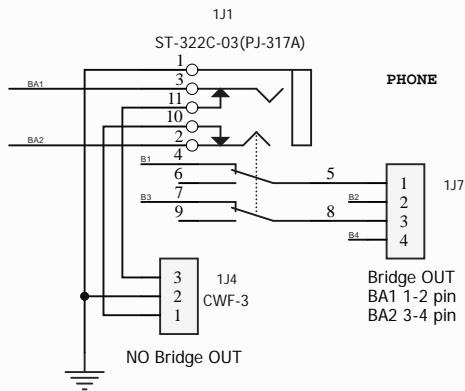 1J1
ST-322C-03(PJ-317A)
1
BA1 3
PHONE
11
10
BA2 2
B1 4
5
6
B3 7
8
9
1
B2 2
3
B4 4
1J7
3
2
1
1J4
CWF-3
Bridge OUT
BA1 1-2 pin
BA2 3-4 pin
NO Bridge OUT